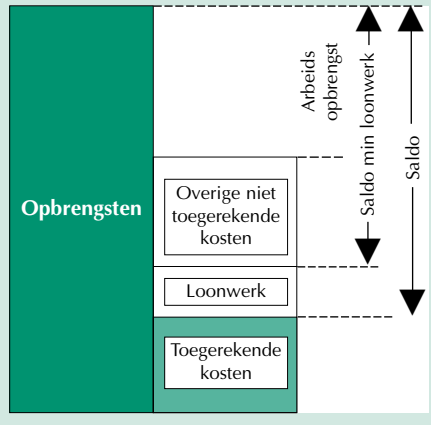 Opbrengsten
Overige niet
toegerekende
kosten
Loonwerk
Toegerekende
kosten
Arbeids
opbrengst
Saldo min loonwerk
Saldo